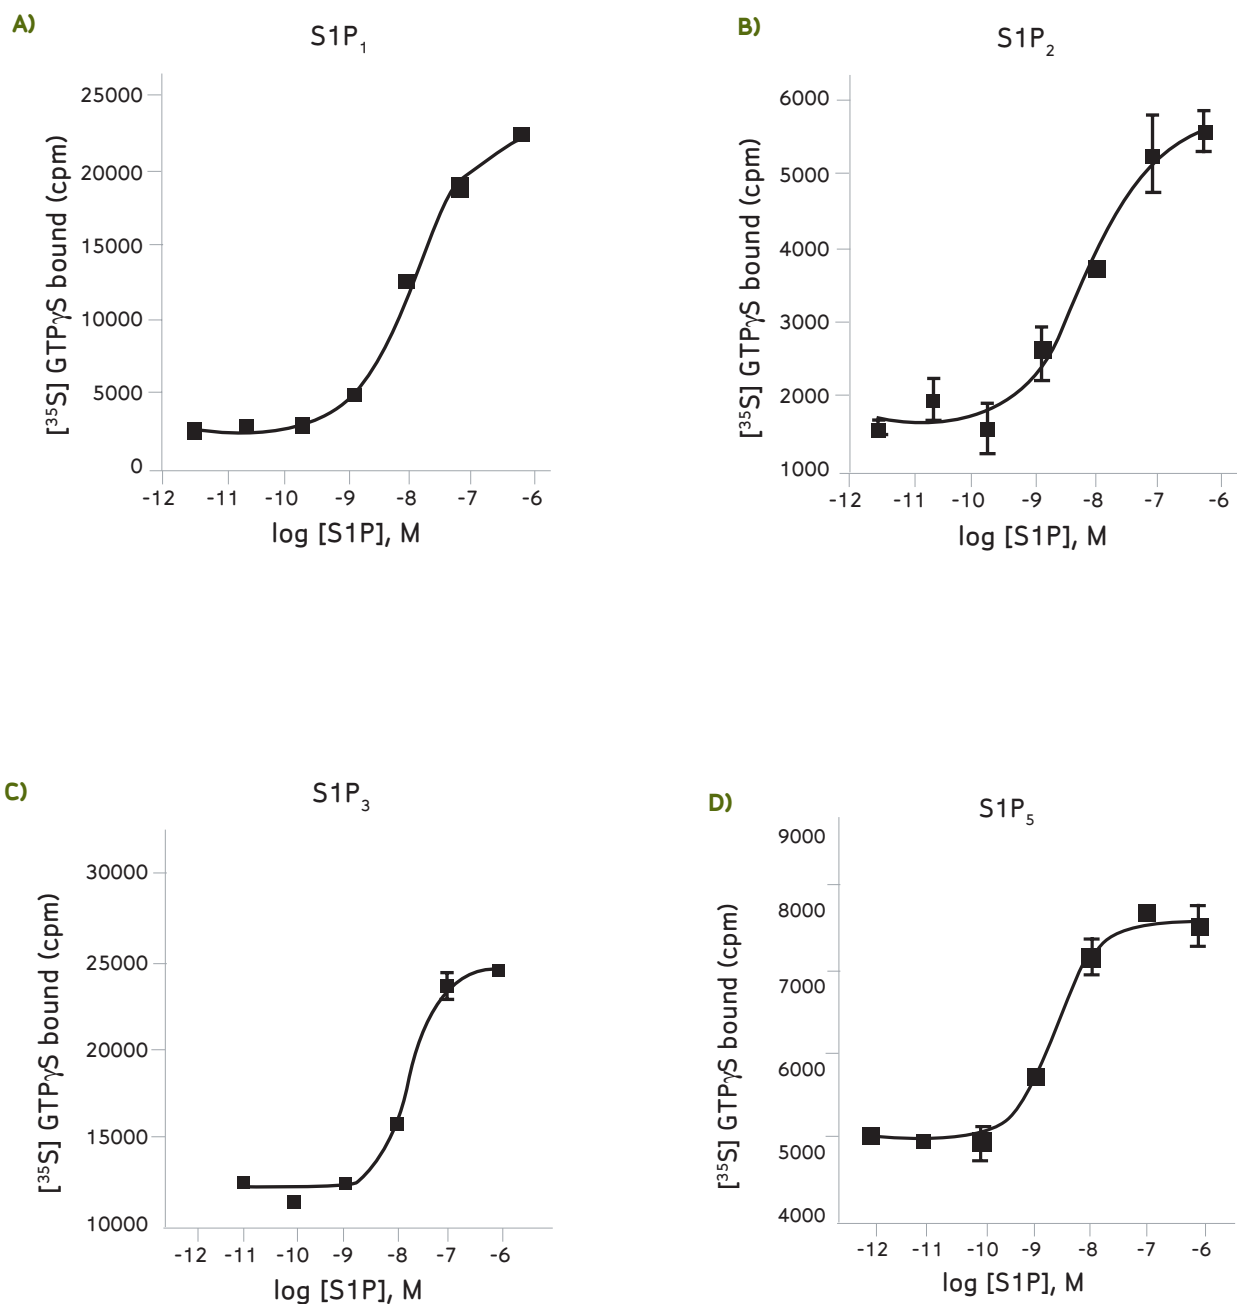 A)
S1P₁
[³⁵S] GTPγS bound (cpm)
25000
20000
15000
10000
5000
0
-12 -11 -10 -9 -8 -7 -6
log [S1P], M
B)
S1P₂
[³⁵S] GTPγS bound (cpm)
6000
5000
4000
3000
2000
1000
-12 -11 -10 -9 -8 -7 -6
log [S1P], M
C)
S1P₃
[³⁵S] GTPγS bound (cpm)
30000
25000
20000
15000
10000
-12 -11 -10 -9 -8 -7 -6
log [S1P], M
D)
S1P₅
[³⁵S] GTPγS bound (cpm)
9000
8000
7000
6000
5000
4000
-12 -11 -10 -9 -8 -7 -6
log [S1P], M